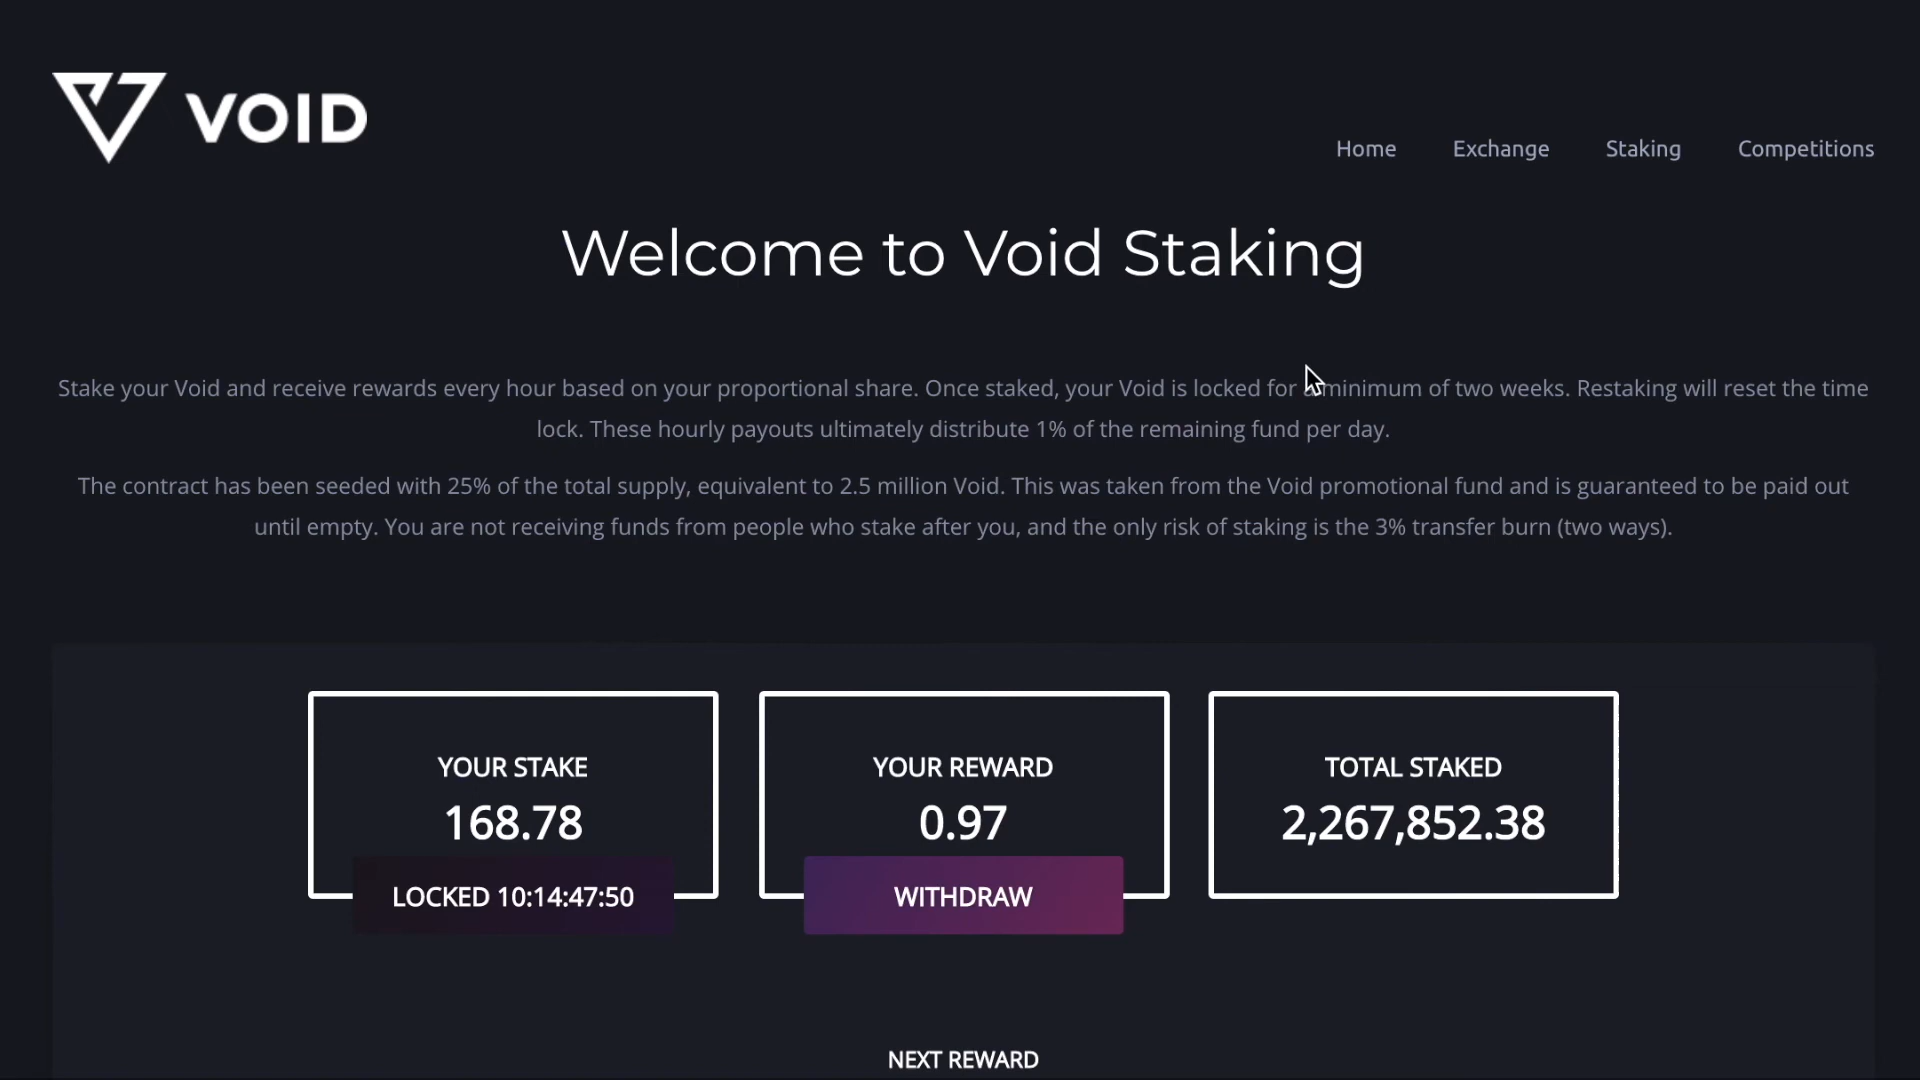 VOID
Home Exchange Staking Competitions
Welcome to Void Staking
Stake your Void and receive rewards every hour based on your proportional share. Once staked, your Void is locked for a minimum of two weeks. Restaking will reset the time
lock. These hourly payouts ultimately distribute 1% of the remaining fund per day.
The contract has been seeded with 25% of the total supply, equivalent to 2.5 million Void. This was taken from the Void promotional fund and is guaranteed to be paid out
until empty. You are not receiving funds from people who stake after you, and the only risk of staking is the 3% transfer burn (two ways).
YOUR STAKE
168.78
LOCKED 10:14:47:50
YOUR REWARD
0.97
WITHDRAW
TOTAL STAKED
2,267,852.38
NEXT REWARD